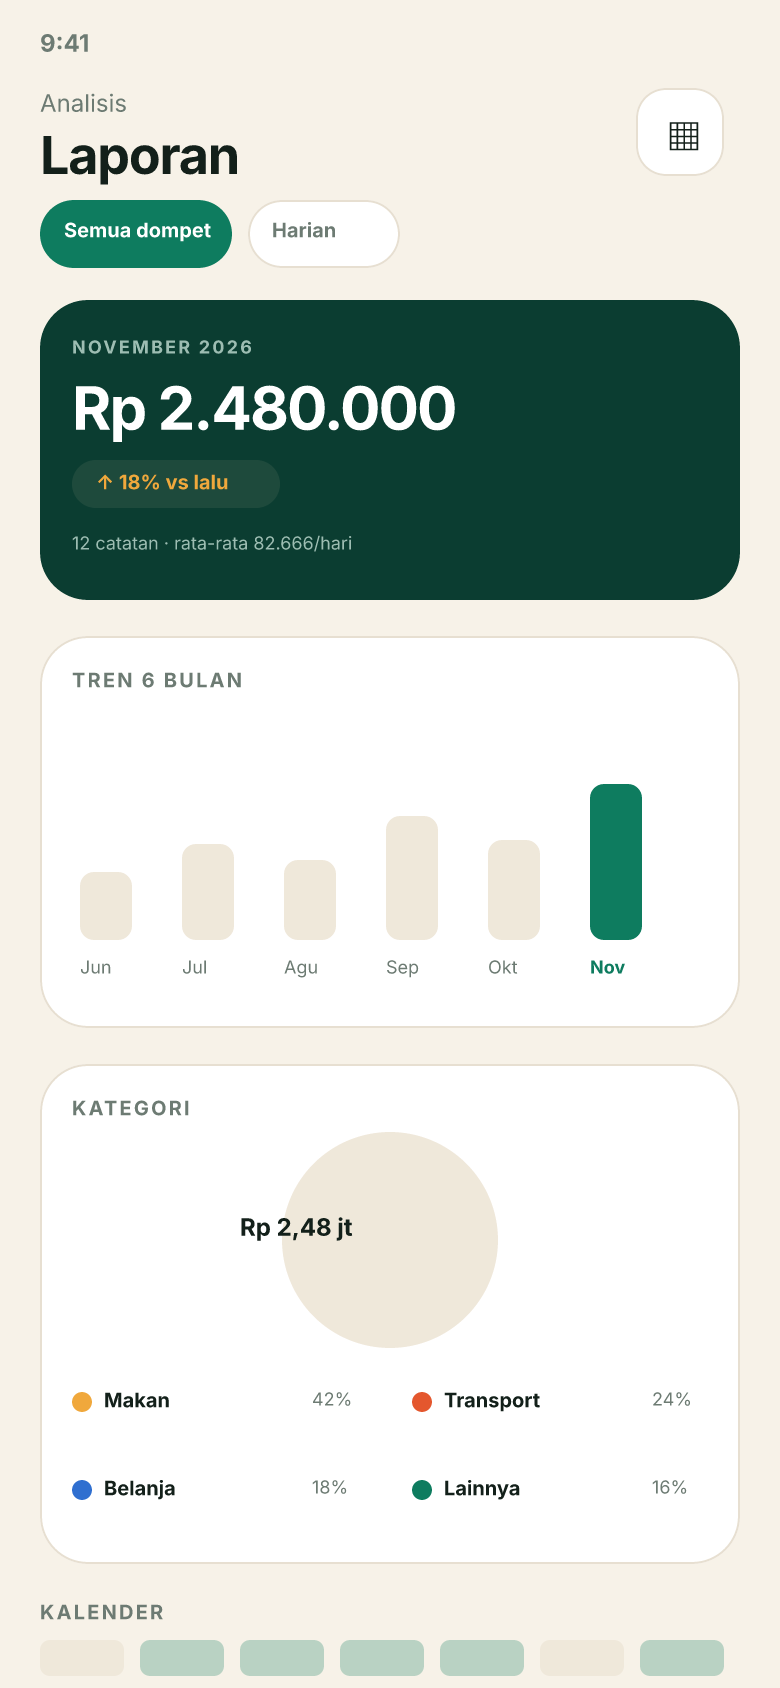 9:41
Analisis
Laporan
Semua dompet
Harian
NOVEMBER 2026
Rp 2.480.000
↑ 18% vs lalu
12 catatan · rata-rata 82.666/hari
TREN 6 BULAN
Jun Jul Agu Sep Okt Nov
KATEGORI
Rp 2,48 jt
Makan 42% Transport 24%
Belanja 18% Lainnya 16%
KALENDER